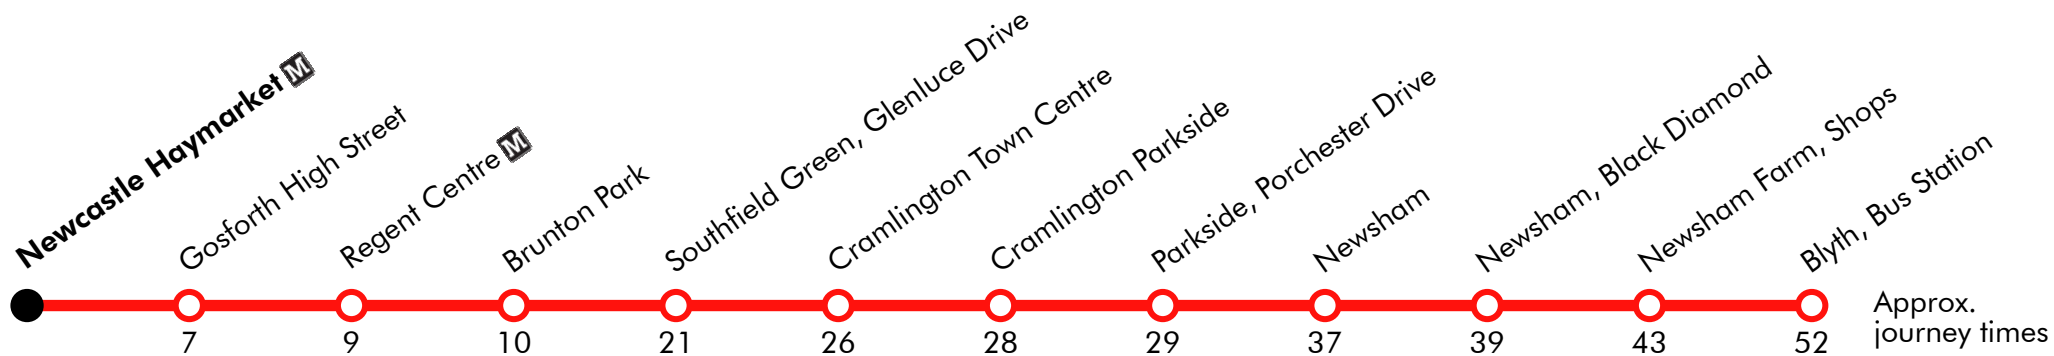 Newcastle Haymarket M
Gosforth High Street
Regent Centre M
Brunton Park
Southfield Green, Glenluce Drive
Cramlington Town Centre
Cramlington Parkside
Parkside, Porchester Drive
Newsham
Newsham, Black Diamond
Newsham Farm, Shops
Blyth, Bus Station
7 9 10 21 26 28 29 37 39 43 52
Approx.
journey times